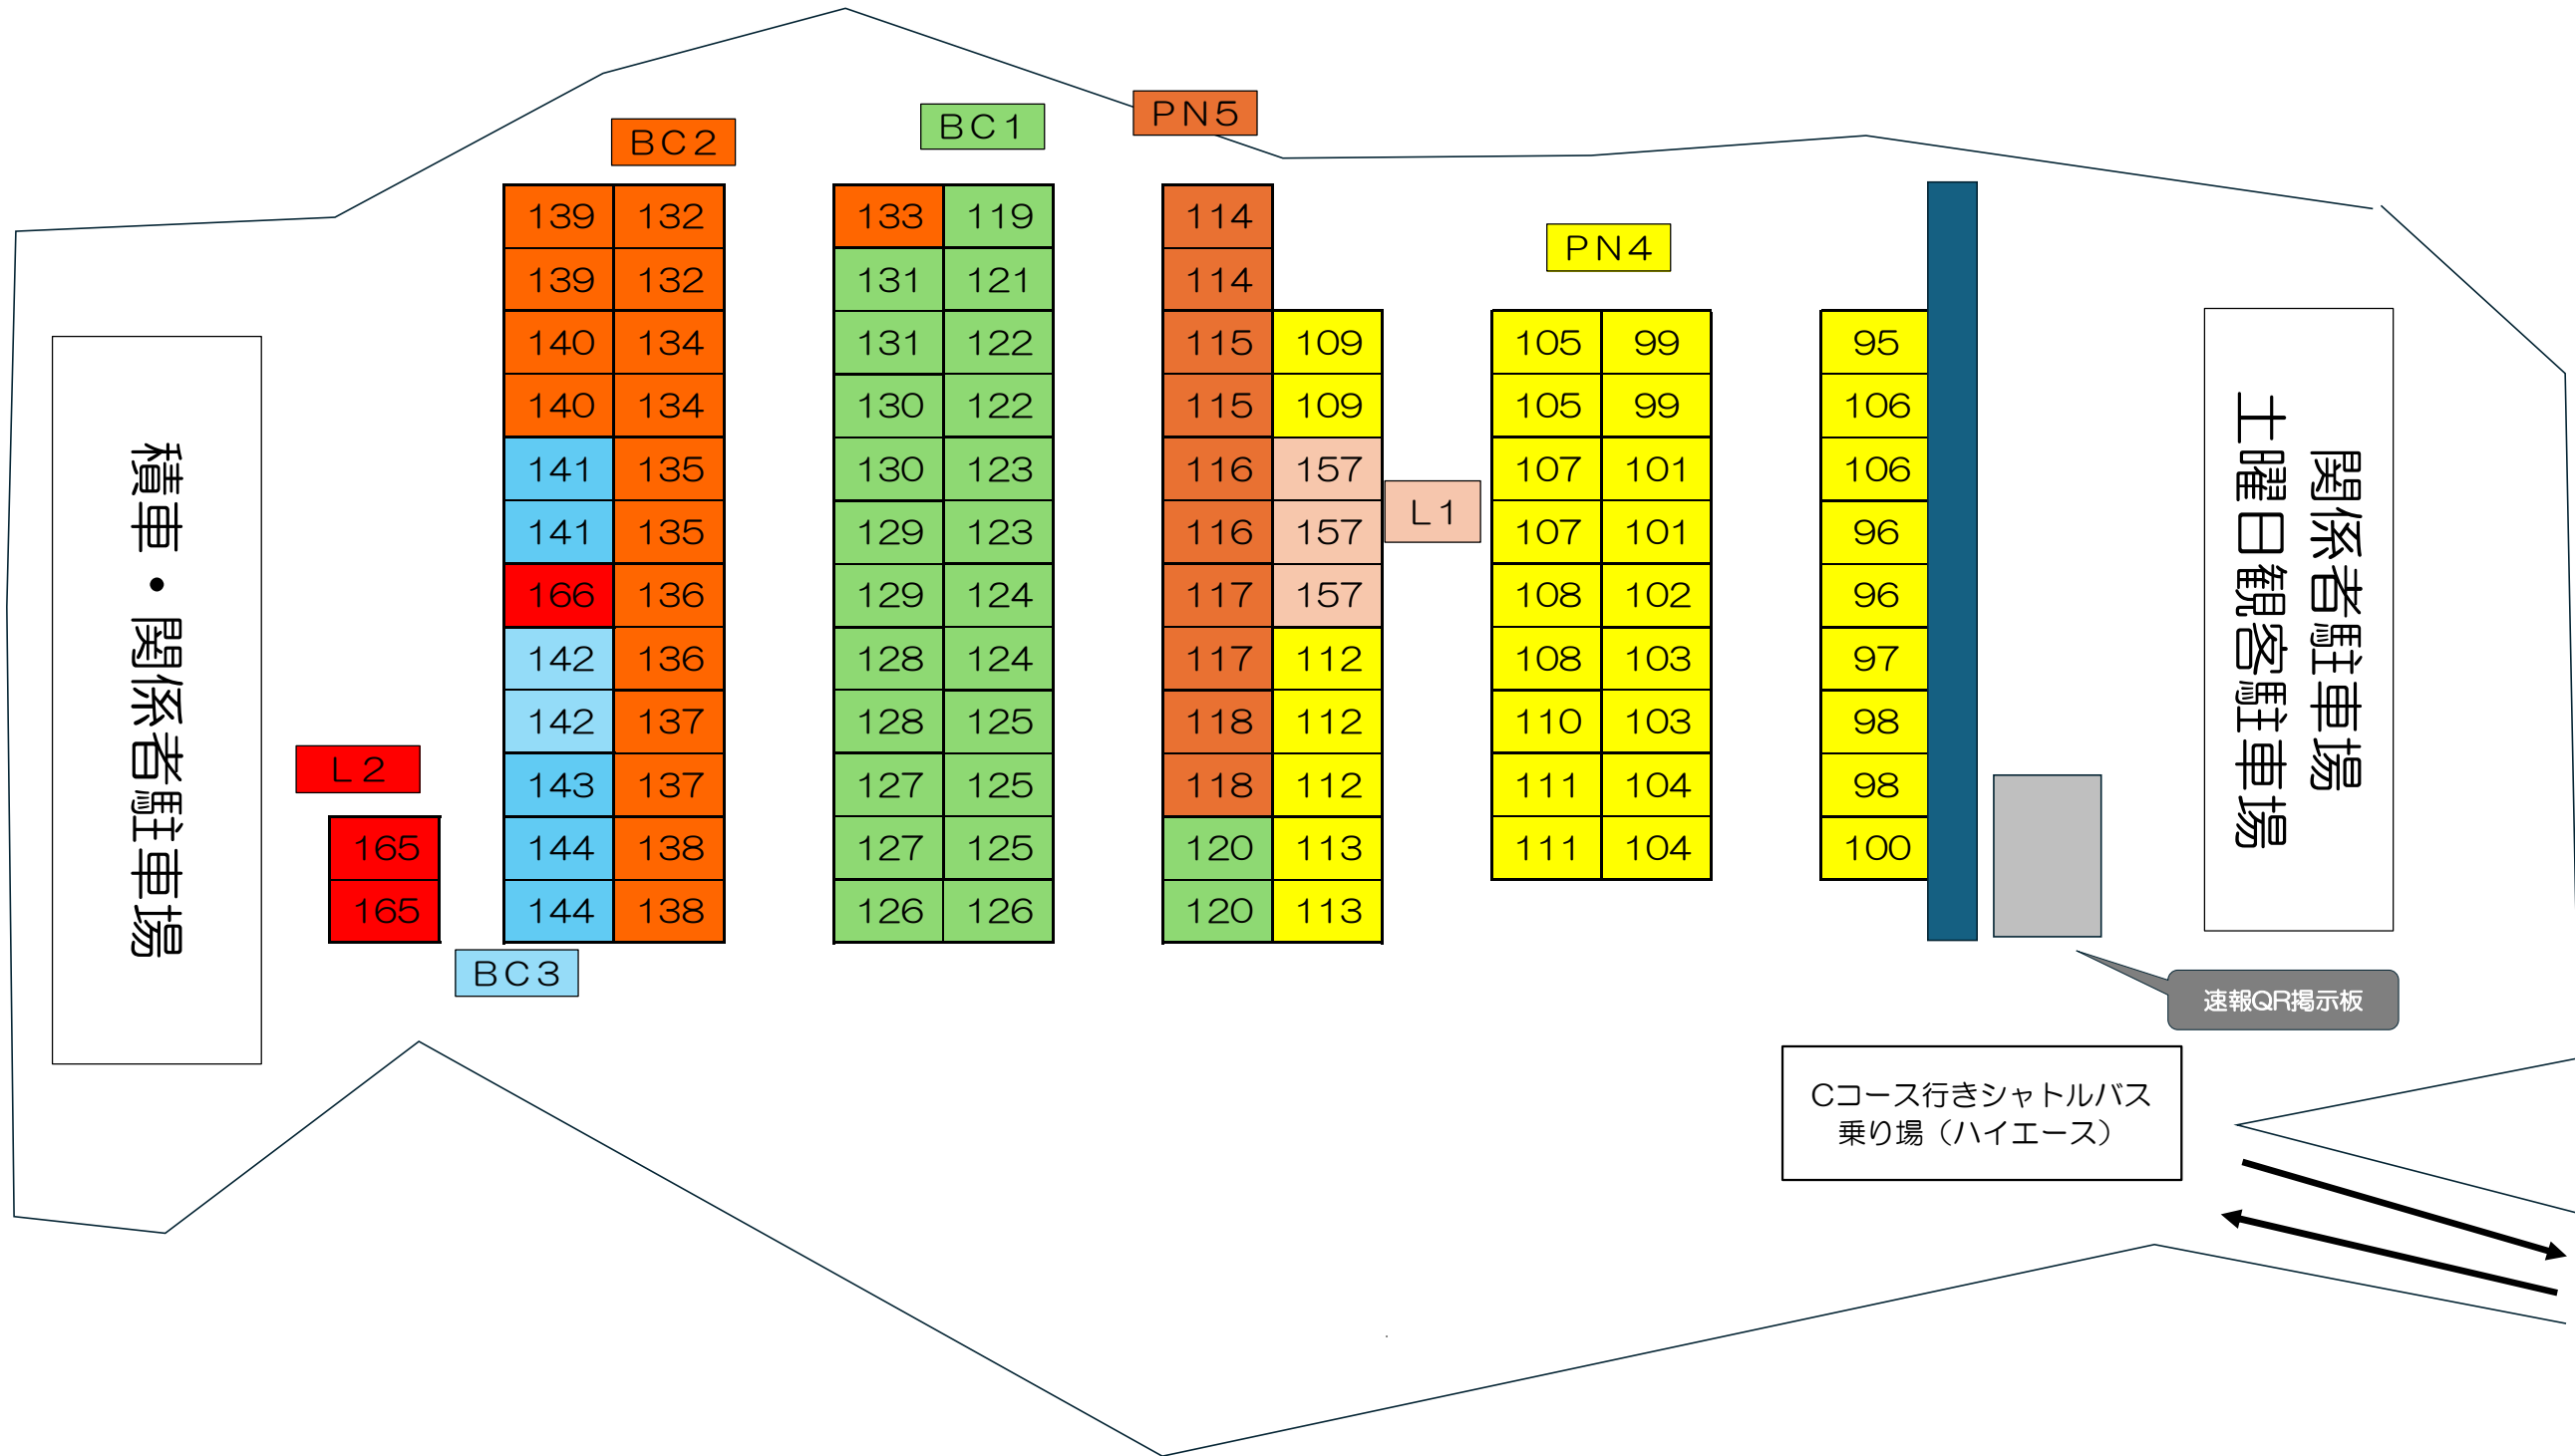 PN5
BC1
BC2
PN4
139 132 133 119 114
139 132 131 121 114
140 134 131 122 115 109 105 99 95
140 134 130 122 115 109 105 99 106
141 135 130 123 116 157 107 101 106
141 135 129 123 116 157 107 101 96
166 136 129 124 117 157 108 102 96
142 136 128 124 117 112 108 103 97
142 137 128 125 118 112 110 103 98
143 137 127 125 118 112 111 104 98
165 144 138 127 125 120 113 111 104 100
165 144 138 126 126 120 113
L1
L2
BC3
積車・関係者駐車場
関係者駐車場
土曜日観客駐車場
速報QR掲示板
Cコース行きシャトルバス
乗り場（ハイエース）